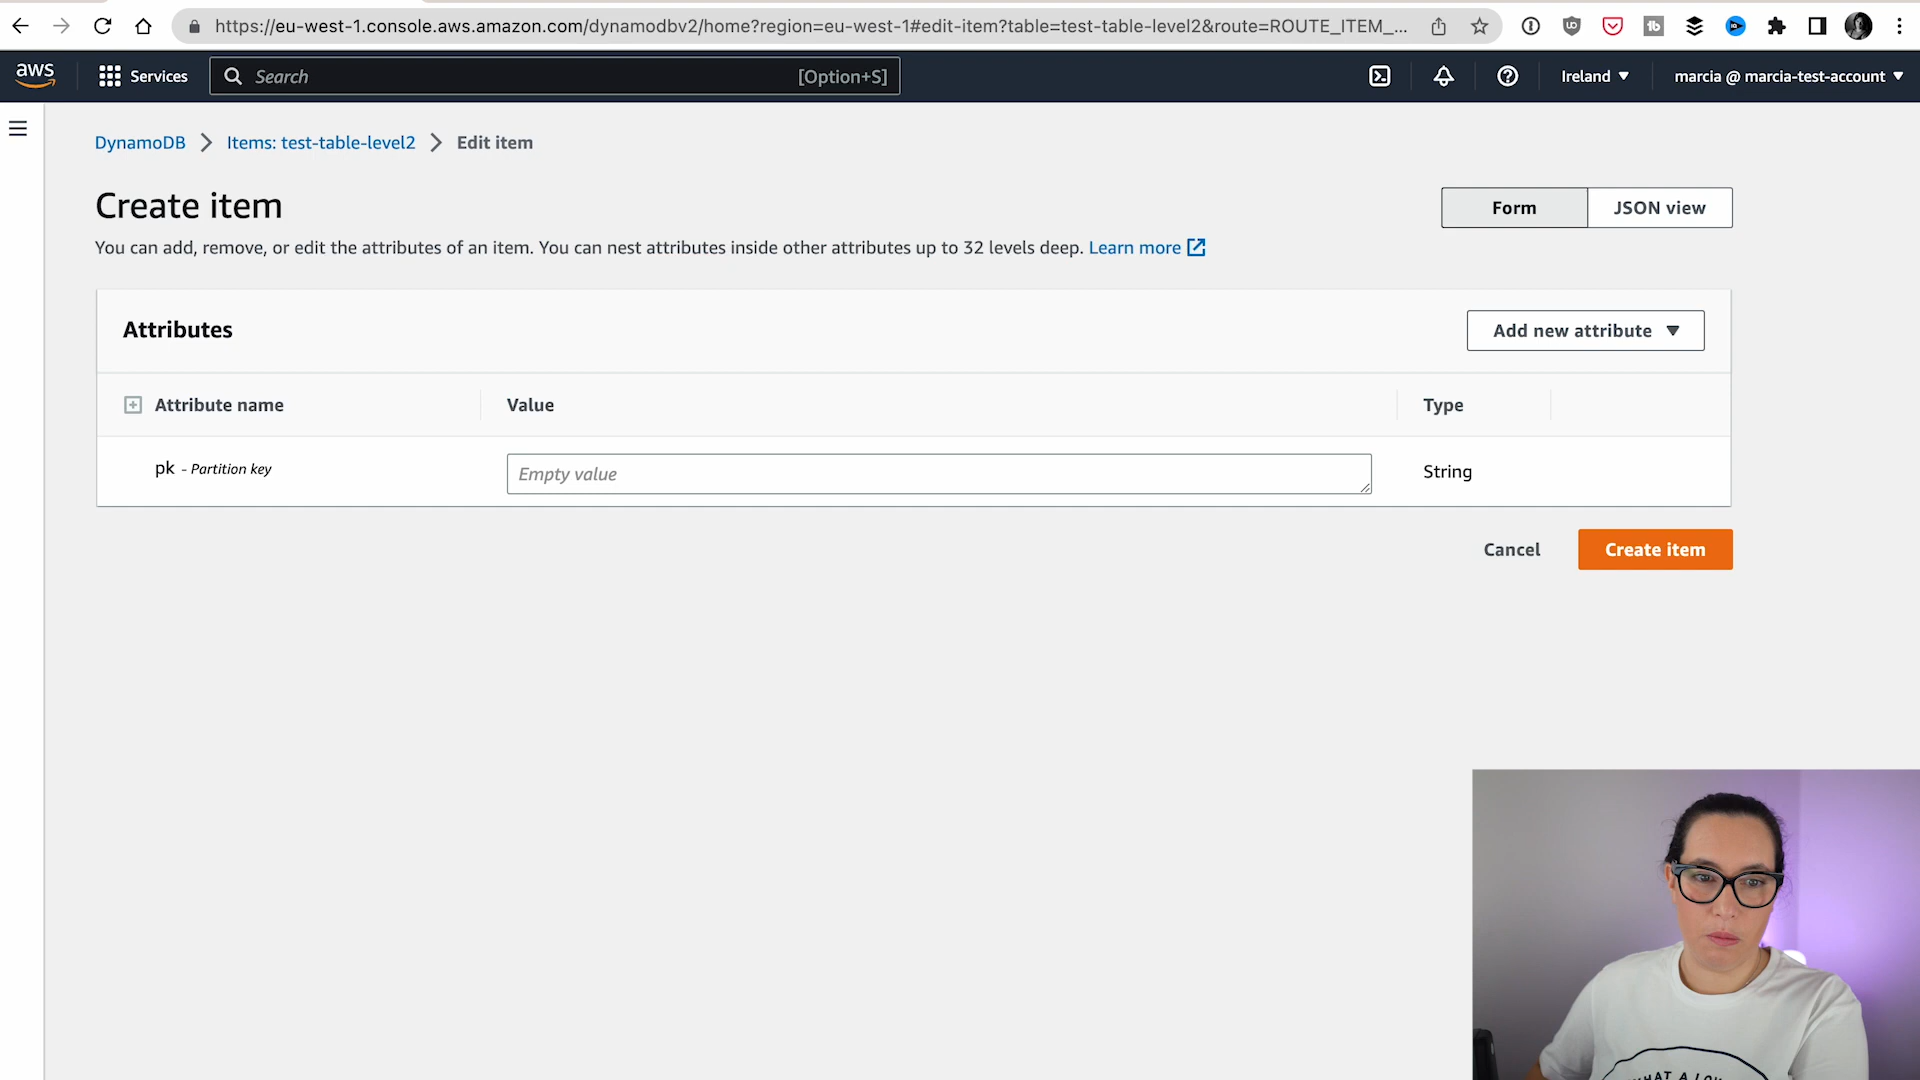 https://eu-west-1.console.aws.amazon.com/dynamodbv2/home?region=eu-west-1#edit-item?table=test-table-level2&route=ROUTE_ITEM_...
aws
Services
Search
[Option+S]
Ireland
marcia @ marcia-test-account
DynamoDB
Items: test-table-level2
Edit item
Create item
Form
JSON view
You can add, remove, or edit the attributes of an item. You can nest attributes inside other attributes up to 32 levels deep. Learn more
Attributes
Add new attribute
Attribute name
Value
Type
pk - Partition key
Empty value
String
Cancel
Create item